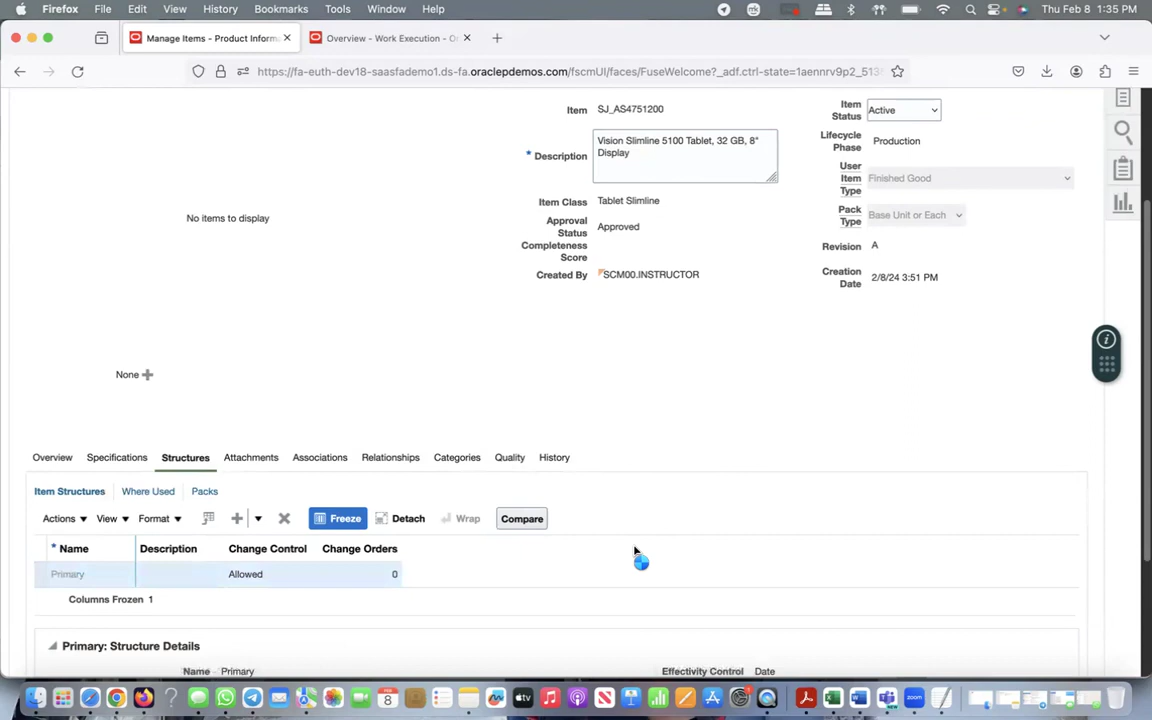 Firefox File Edit View History Bookmarks Tools Window Help Thu Feb 8 1:35 PM
Manage Items - Product Inform Overview - Work Execution - O
https://fa-euth-dev18-saasfademo1.ds-fa.oraclepdemos.com/fscmUI/faces/FuseWelcome?_adf.ctrl-state=1aennrv9p2_513
Item SJ_AS4751200
Item Status Active
* Description Vision Slimline 5100 Tablet, 32 GB, 8" Display
Lifecycle Phase Production
User Item Type Finished Good
Item Class Tablet Slimline
Pack Type Base Unit or Each
Approval Status Approved
No items to display
Completeness Score
Revision A
Created By SCM00.INSTRUCTOR
Creation Date 2/8/24 3:51 PM
None
Overview Specifications Structures Attachments Associations Relationships Categories Quality History
Item Structures Where Used Packs
Actions View Format Freeze Detach Wrap Compare
* Name Description Change Control Change Orders
Primary Allowed 0
Columns Frozen 1
Primary: Structure Details
Name Primary Effectivity Control Date